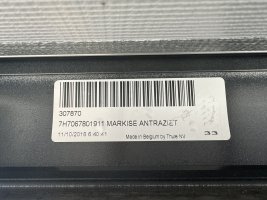 307870
7H7067801911 MARKISE ANTRAZIET
11/10/2016 6:40:41
Made in Belgium by Thule NV
33